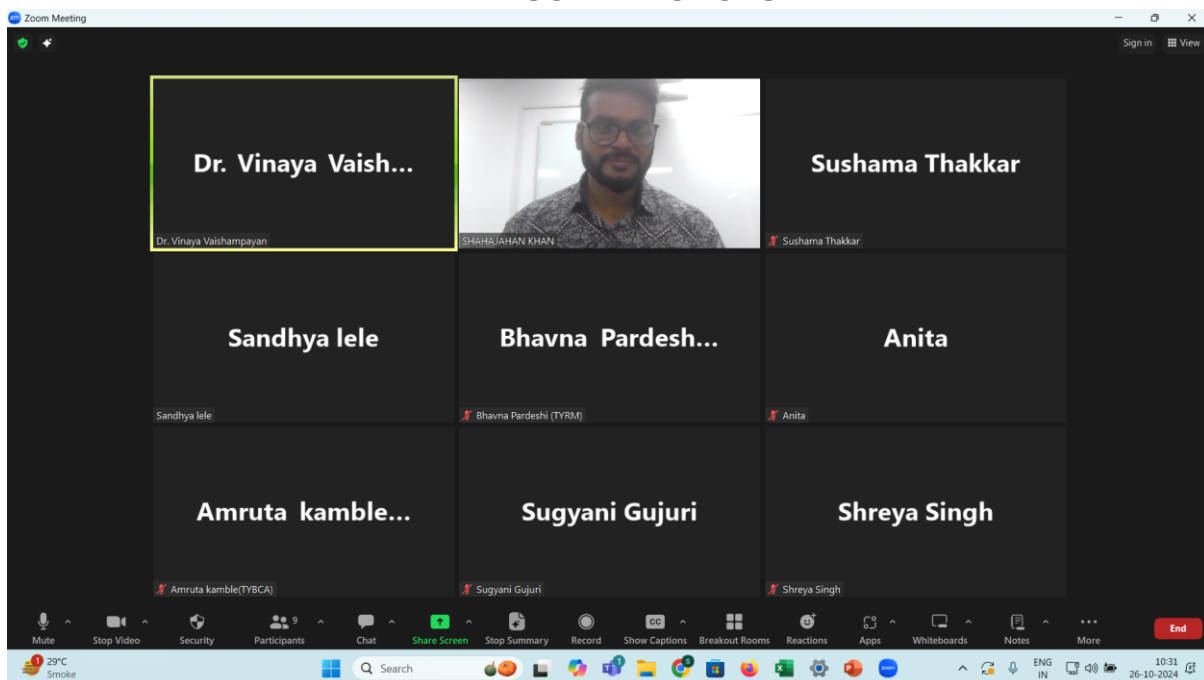 Zoom Meeting
Sign in View
Dr. Vinaya Vaish...
Dr. Vinaya Vaishampayan
SHAHAJAHAN KHAN
Sushama Thakkar
Sushama Thakkar
Sandhya lele
Sandhya lele
Bhavna Pardesh...
Bhavna Pardeshi (TYRM)
Anita
Anita
Amruta kamble...
Amruta kamble(TYBCA)
Sugyani Gujuri
Sugyani Gujuri
Shreya Singh
Shreya Singh
9
Mute Stop Video Security Participants Chat Share Screen Stop Summary Record Show Captions Breakout Rooms Reactions Apps Whiteboards Notes More End
CC
1
29°C
Smoke
Search
ENG
IN
10:31
26-10-2024